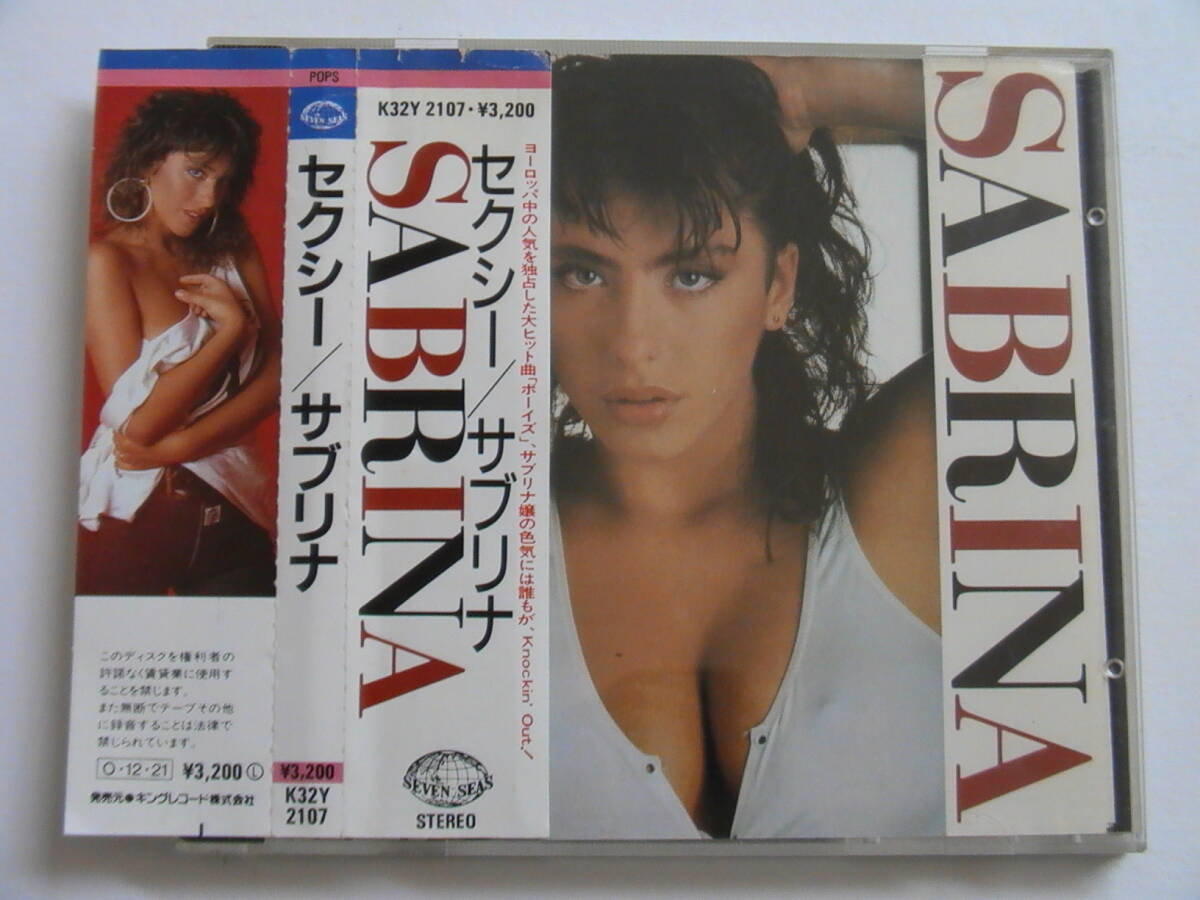 このディスクを権利者の
許諾なく賃貸業に使用す
ることを禁じます。
また無断でテープその他
に録音することは法律で
禁じられています。
O・12・21 ¥3,200 Ⓛ
発売元●キングレコード株式会社
POPS
SEVEN SEAS
セクシー/サブリナ
¥3,200
K32Y
2107
K32Y 2107・¥3,200
ヨーロッパ中の人気を独占した大ヒット曲「ボーイズ」、サブリナ嬢の色気には誰もが、Knockin' Out!
セクシー/サブリナ
SABRINA
SEVEN SEAS
STEREO
SABRINA